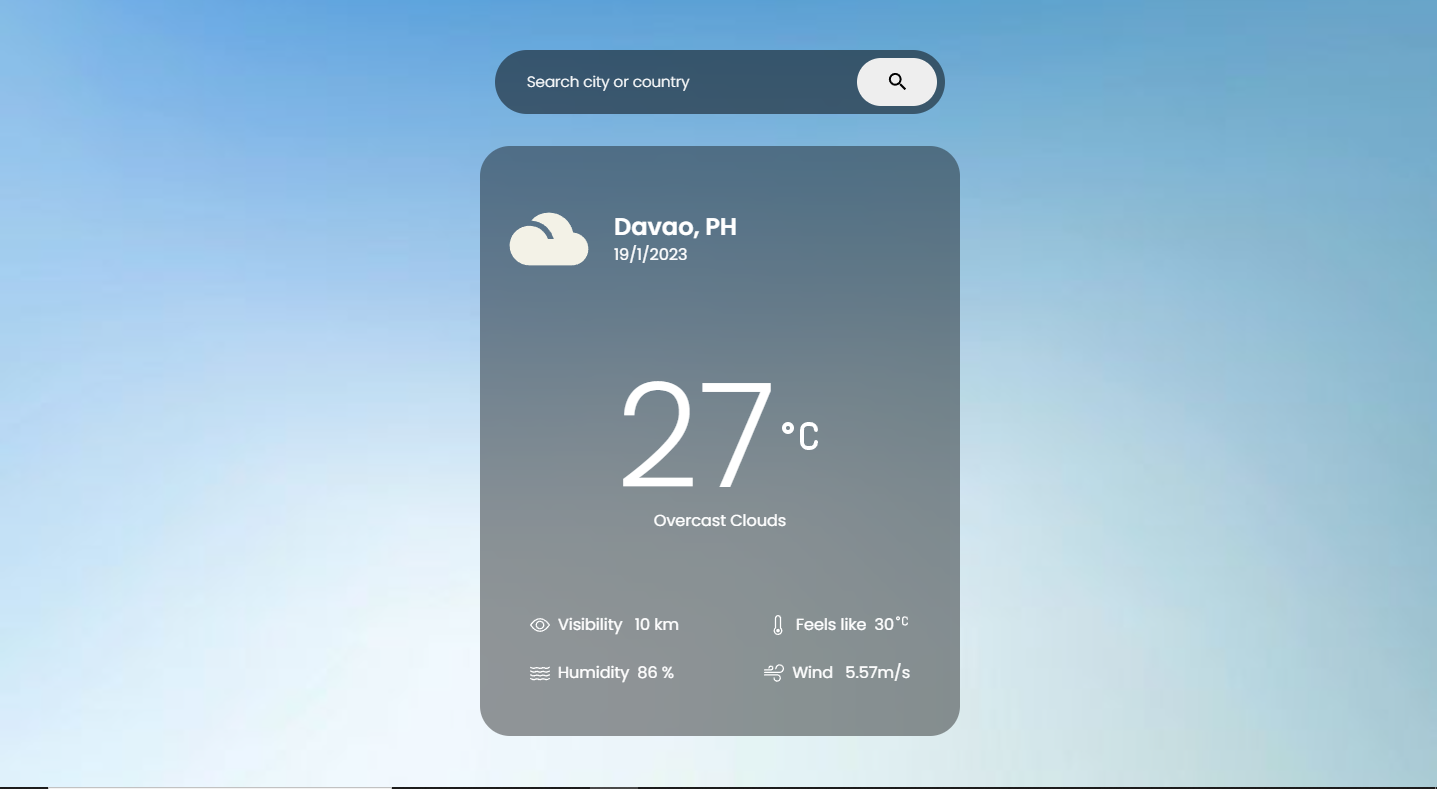 Search city or country
Davao, PH
19/1/2023
27°C
Overcast Clouds
Visibility 10 km
Feels like 30°C
Humidity 86 %
Wind 5.57m/s